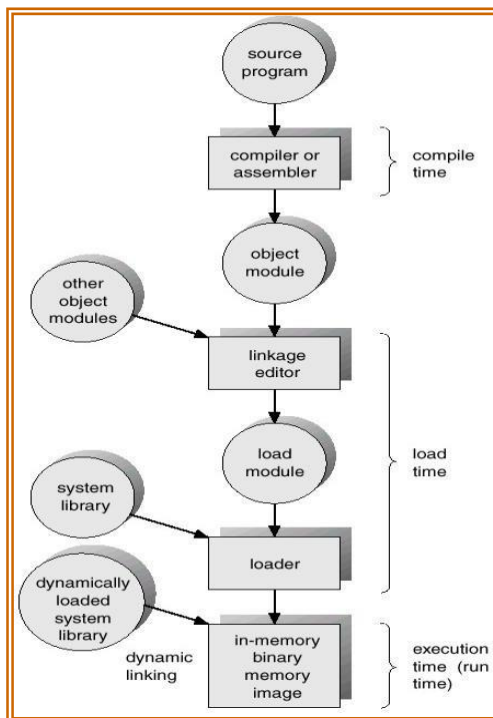 source
program
compiler or
assembler
compile
time
object
module
other
object
modules
linkage
editor
load
module
load
time
system
library
loader
dynamically
loaded
system
library
dynamic
linking
in-memory
binary
memory
image
execution
time (run
time)